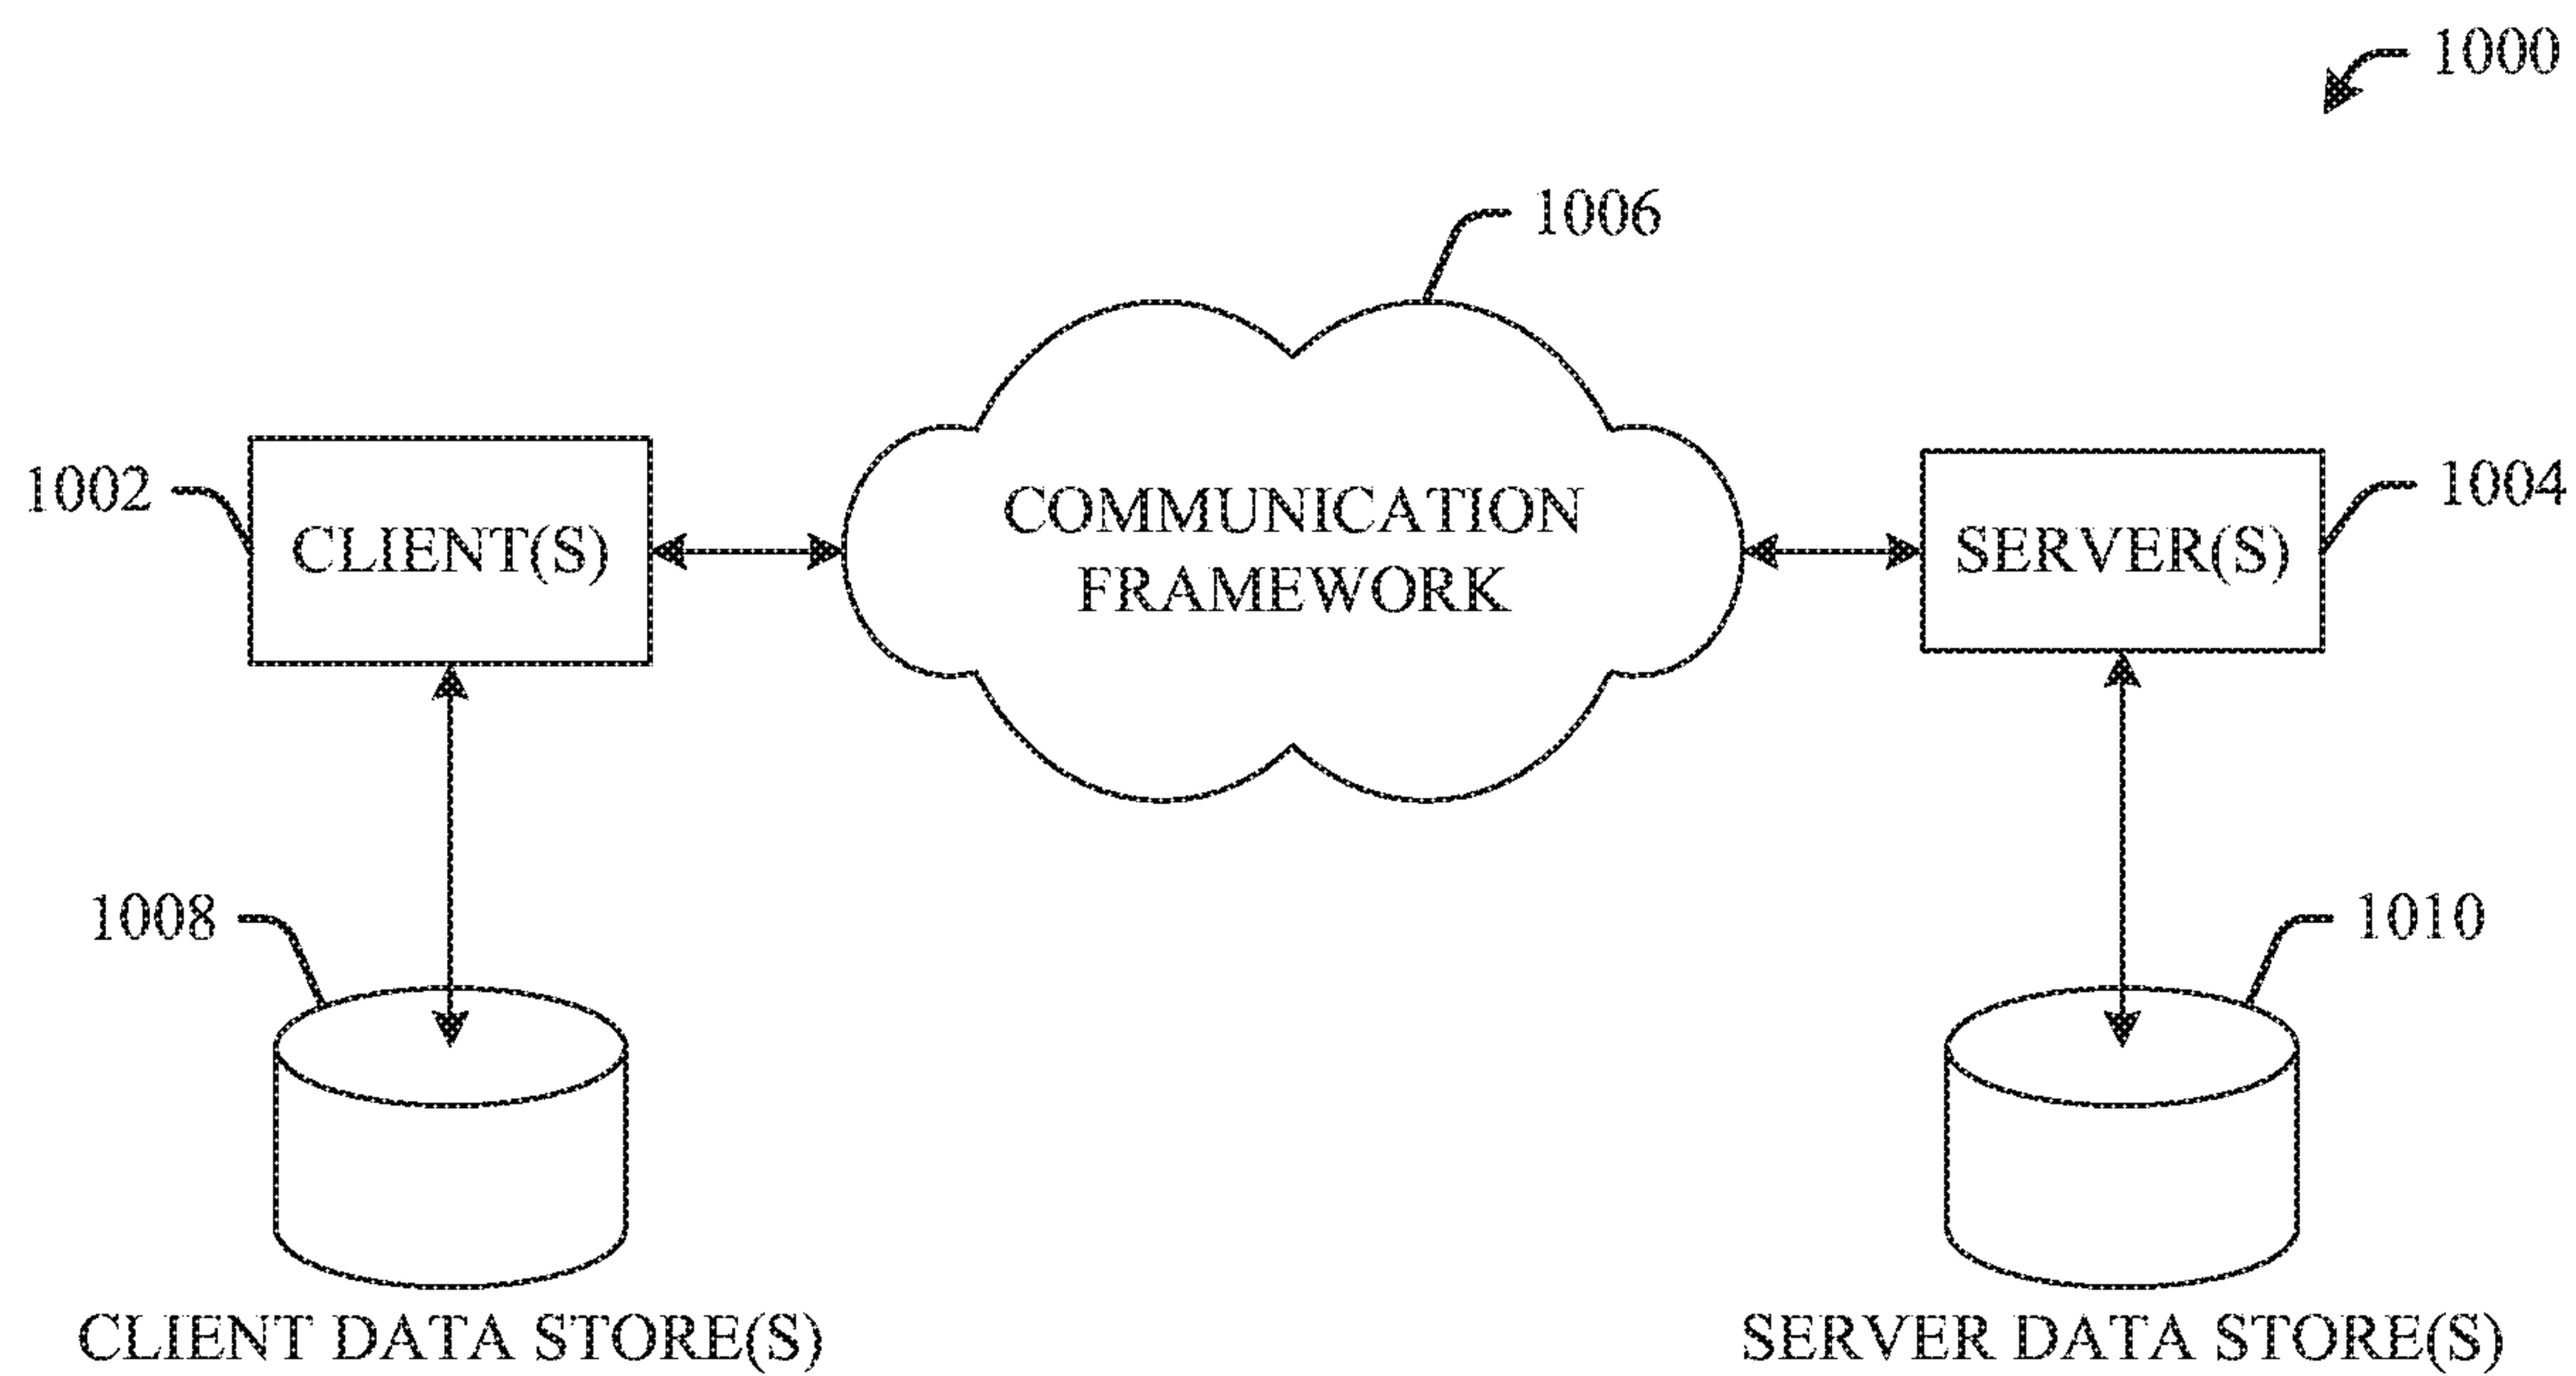 1000
1006
1002
CLIENT(S)
COMMUNICATION
FRAMEWORK
SERVER(S)
1004
1008
1010
CLIENT DATA STORE(S)
SERVER DATA STORE(S)